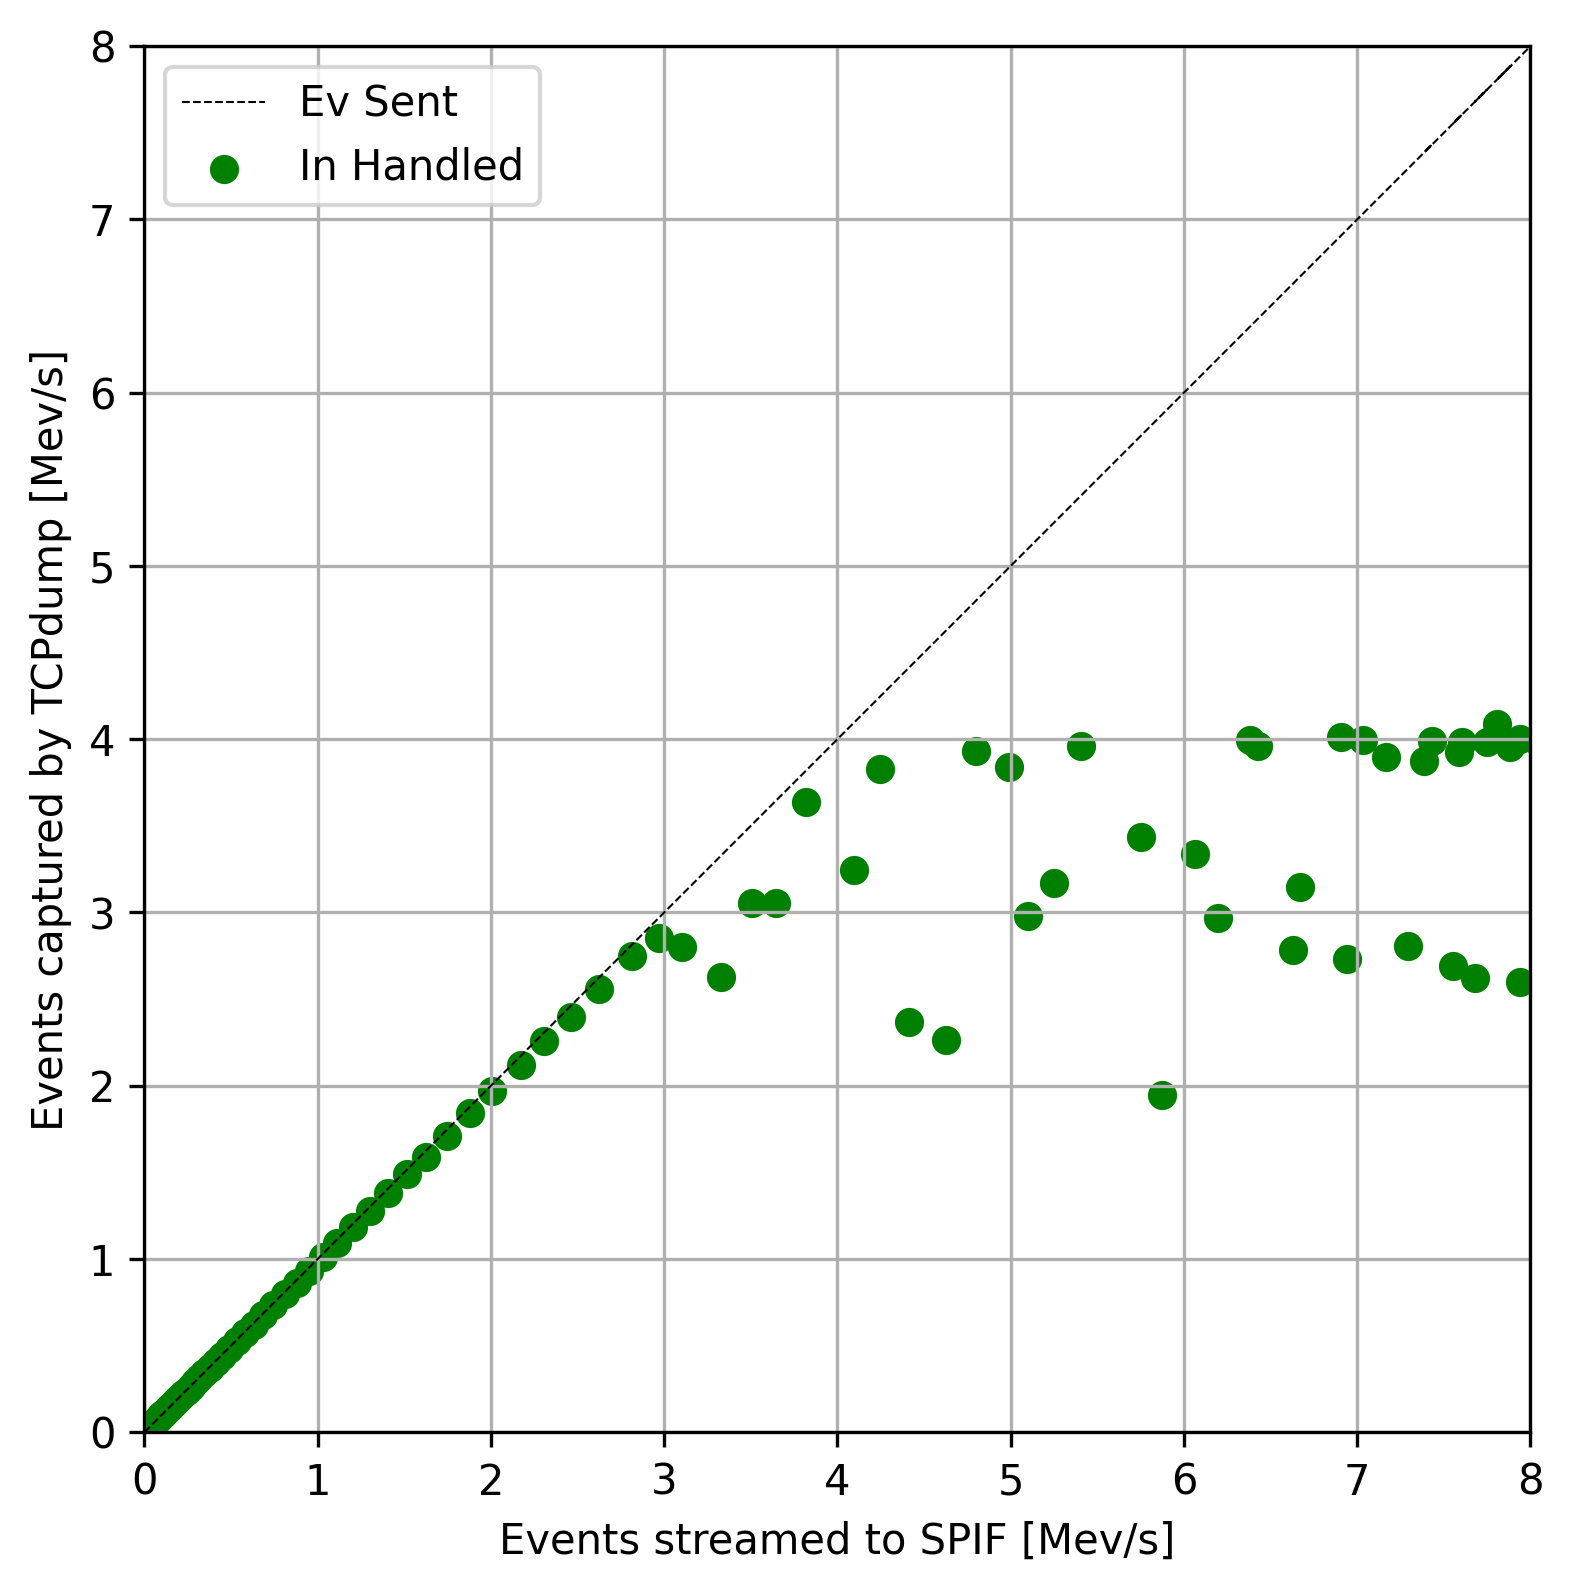 Ev Sent
In Handled
8
7
6
5
4
3
2
1
0
Events captured by TCPdump [Mev/s]
0 1 2 3 4 5 6 7 8
Events streamed to SPIF [Mev/s]